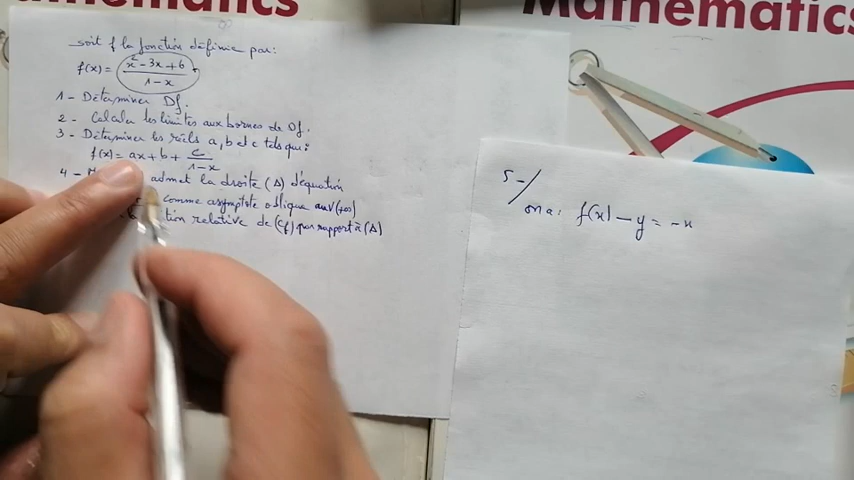 Mathematics
soit f la fonction définie par:
f(x) = x² - 3x + 6 / 1 - x
1 - Déterminer Df.
2 - Calculer les limites aux bornes de Df.
3 - Déterminer les réels a, b et c tels que:
f(x) = ax + b + c / 1 - x
4 - admet la droite (Δ) d'équation
comme asymptote oblique au V(±∞)
relative de (Cf) par rapport à (Δ)
5 -/
on a: f(x) - y = -x